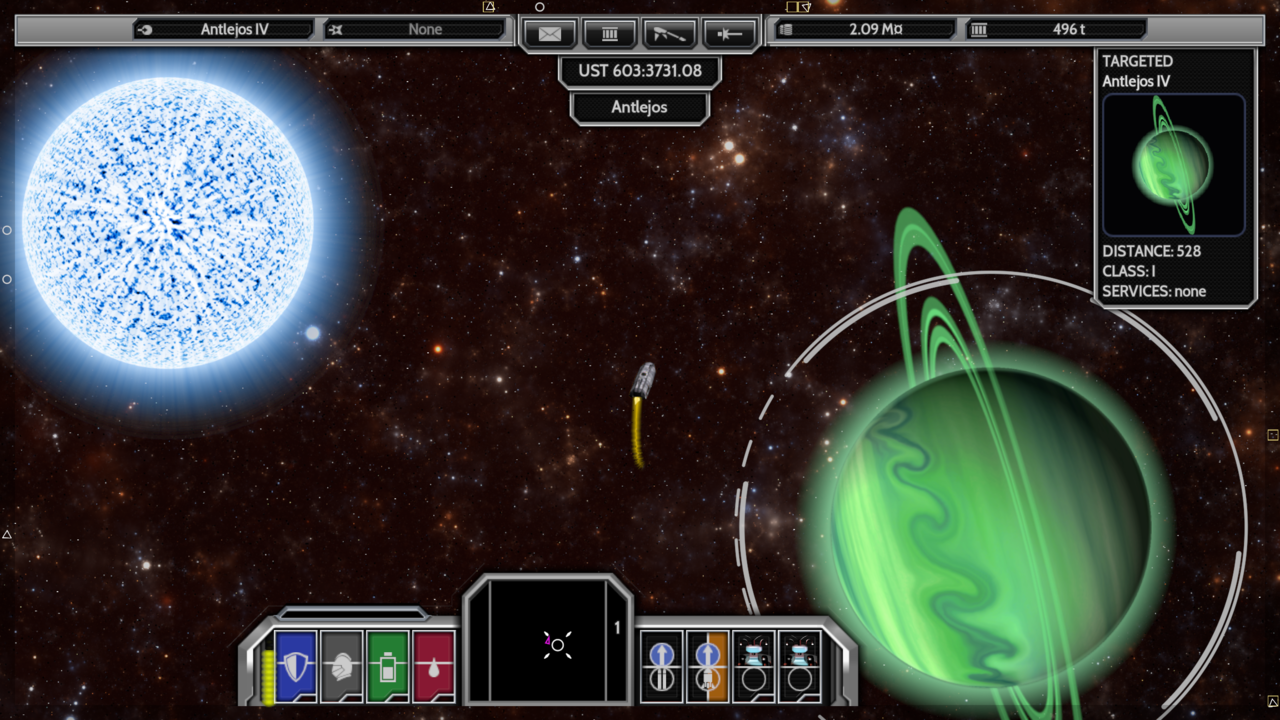 Antlejos IV
None
2.09 M¤
496 t
UST 603:3731.08
Antlejos
TARGETED
Antlejos IV
DISTANCE: 528
CLASS: I
SERVICES: none
1